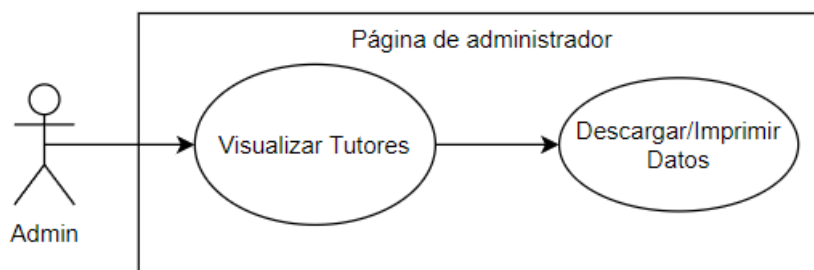 Página de administrador
Visualizar Tutores
Descargar/Imprimir
Datos
Admin